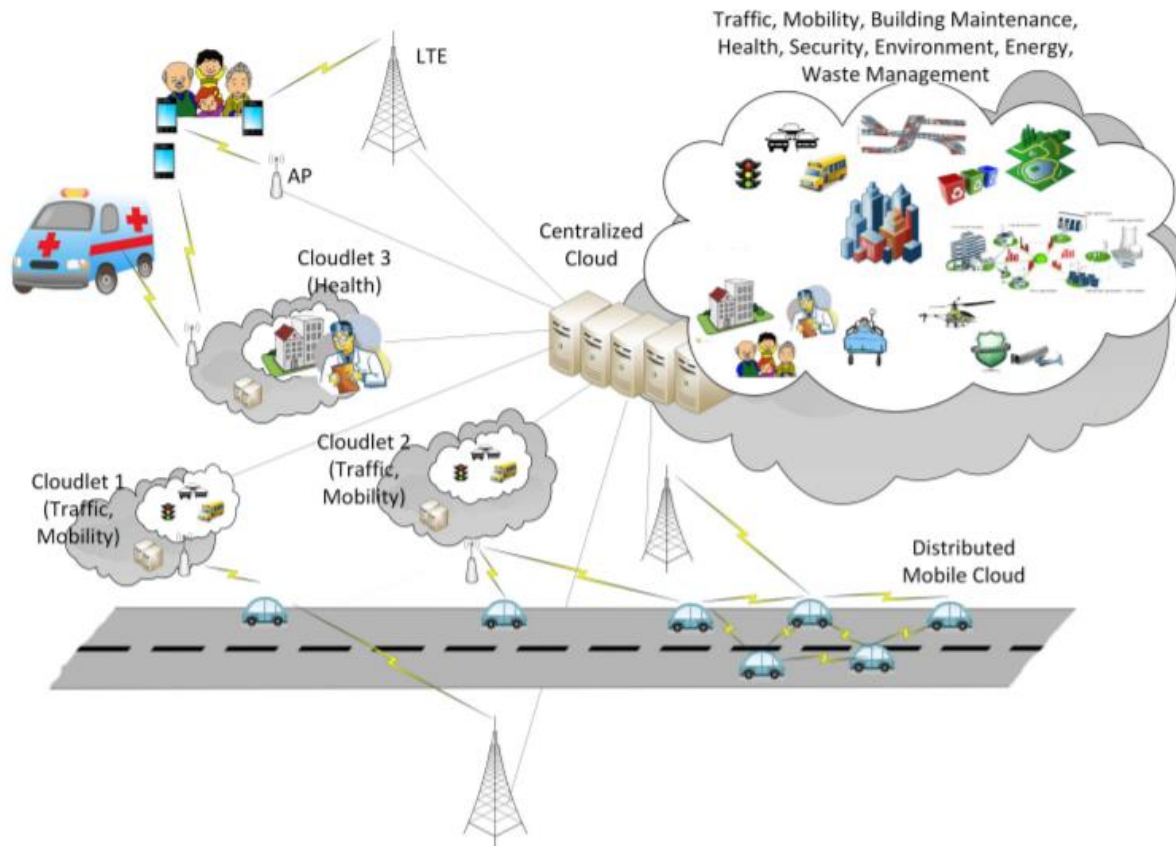 Traffic, Mobility, Building Maintenance,
Health, Security, Environment, Energy,
Waste Management
LTE
AP
Centralized
Cloud
Cloudlet 3
(Health)
Cloudlet 2
(Traffic,
Mobility)
Cloudlet 1
(Traffic,
Mobility)
Distributed
Mobile Cloud